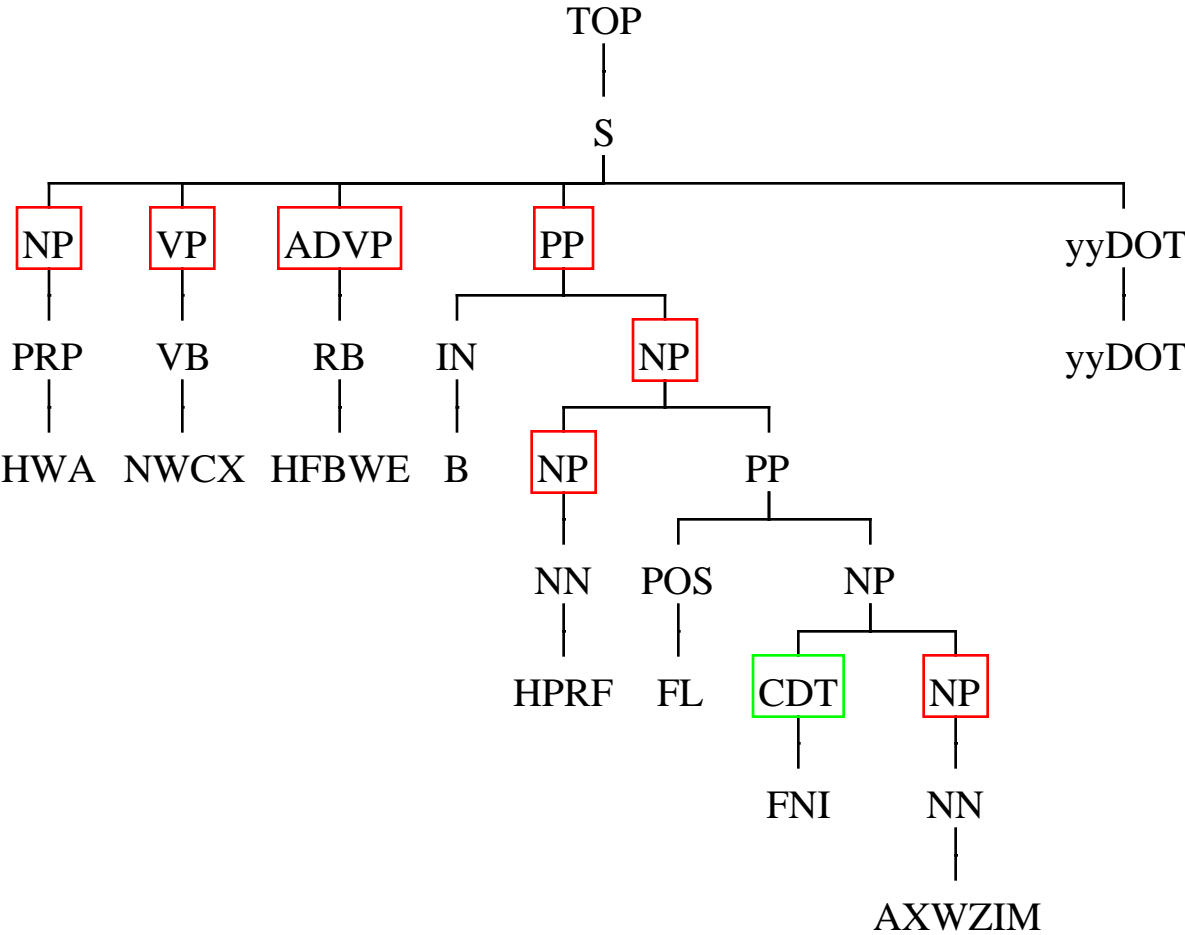 TOP
S
NP VP ADVP PP yyDOT
PRP VB RB IN NP yyDOT
HWA NWCX HFBWE B NP PP
NN POS NP
HPRF FL CDT NP
FNI NN
AXWZIM